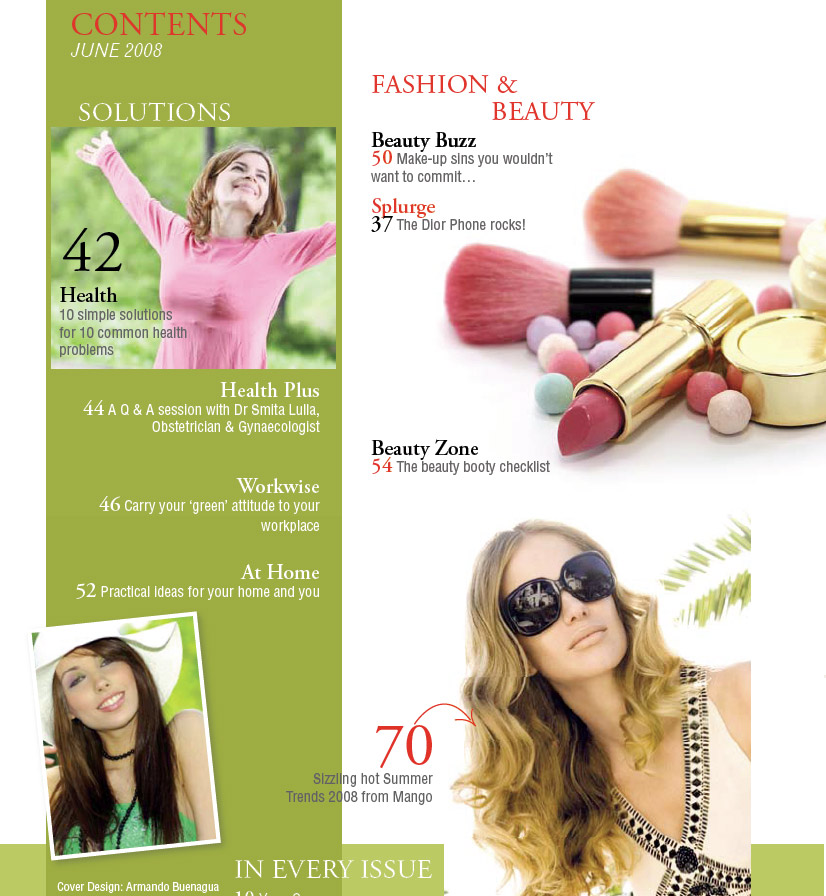 CONTENTS
JUNE 2008
SOLUTIONS
42
Health
10 simple solutions
for 10 common health
problems
Health Plus
44 A Q & A session with Dr Smita Lulla,
Obstetrician & Gynaecologist
Workwise
46 Carry your ‘green’ attitude to your
workplace
At Home
52 Practical ideas for your home and you
Cover Design: Armando Buenagua
FASHION &
BEAUTY
Beauty Buzz
50 Make-up sins you wouldn’t
want to commit…
Splurge
37 The Dior Phone rocks!
Beauty Zone
54 The beauty booty checklist
70
Sizzling hot Summer
Trends 2008 from Mango
IN EVERY ISSUE